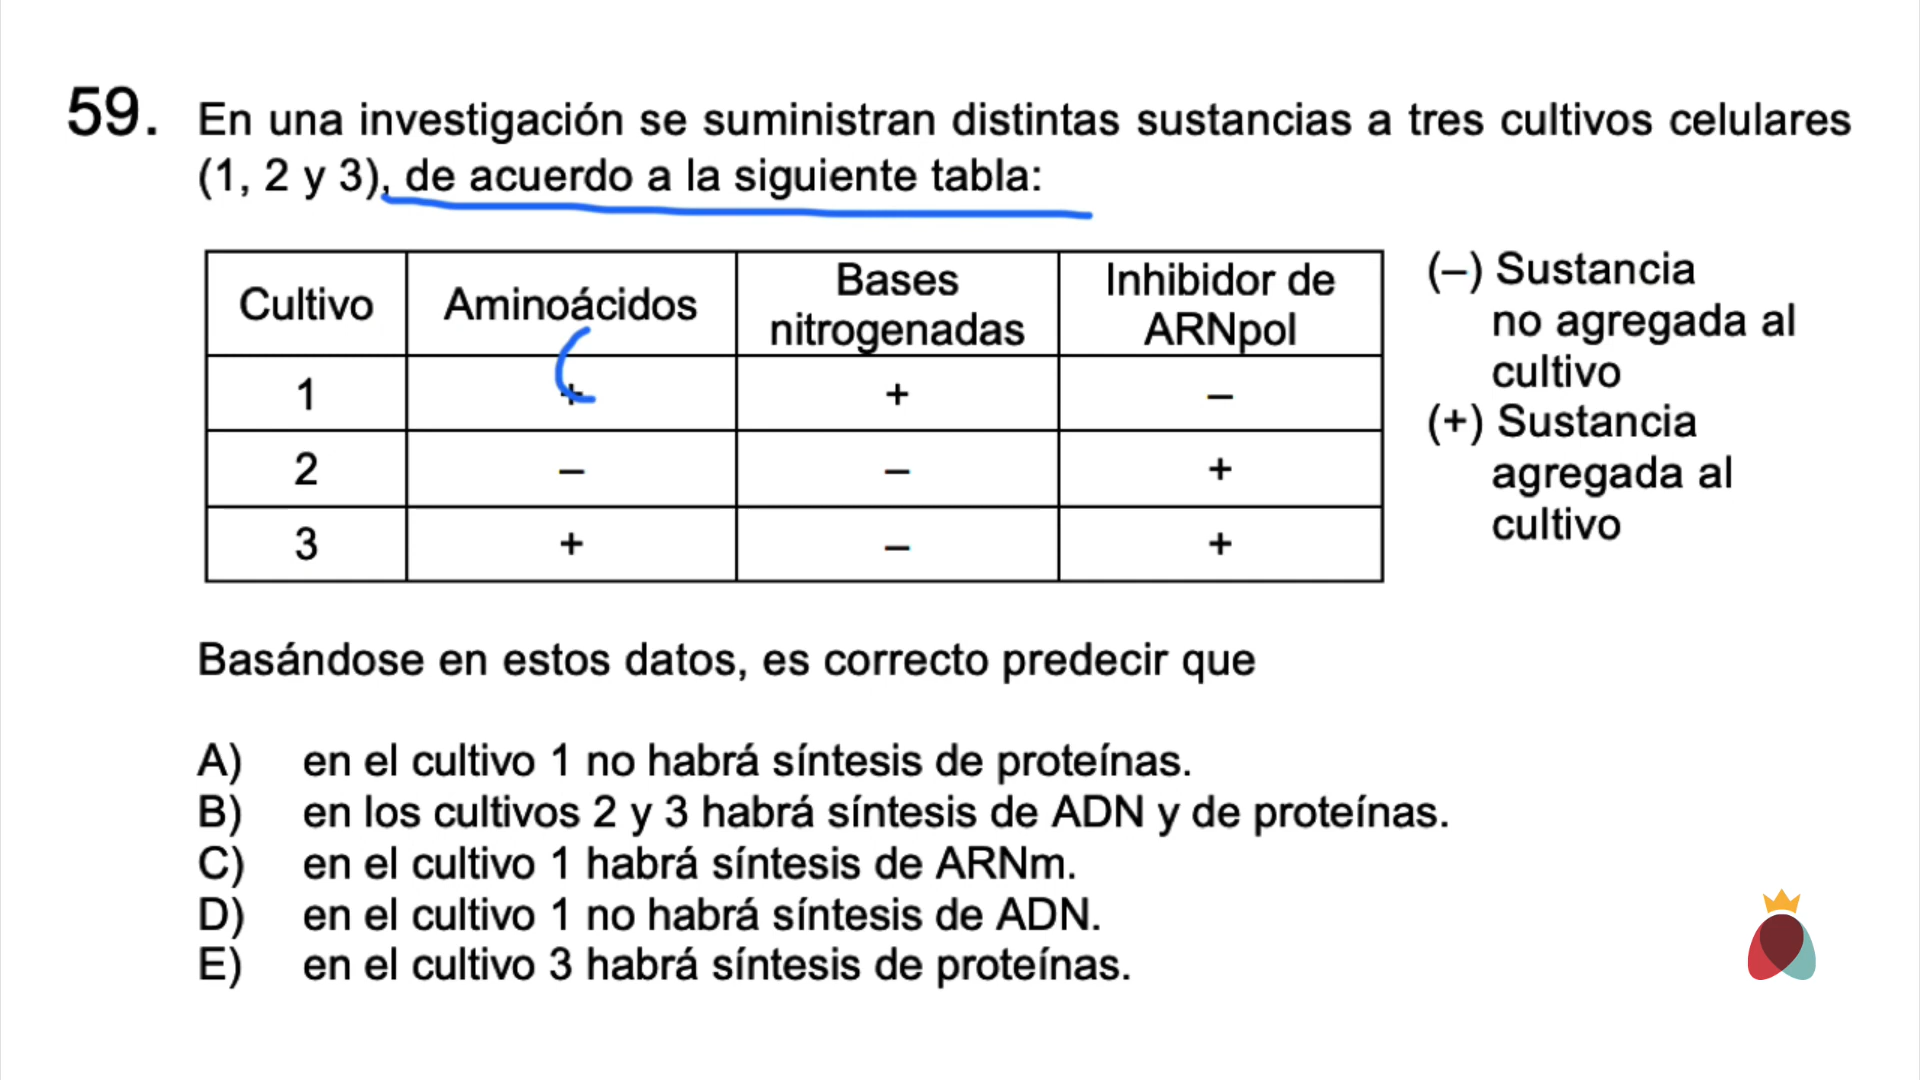 59. En una investigación se suministran distintas sustancias a tres cultivos celulares
(1, 2 y 3), de acuerdo a la siguiente tabla:
Cultivo Aminoácidos Bases nitrogenadas Inhibidor de ARNpol
1 + + –
2 – – +
3 + – +
(–) Sustancia
no agregada al
cultivo
(+) Sustancia
agregada al
cultivo
Basándose en estos datos, es correcto predecir que
A) en el cultivo 1 no habrá síntesis de proteínas.
B) en los cultivos 2 y 3 habrá síntesis de ADN y de proteínas.
C) en el cultivo 1 habrá síntesis de ARNm.
D) en el cultivo 1 no habrá síntesis de ADN.
E) en el cultivo 3 habrá síntesis de proteínas.